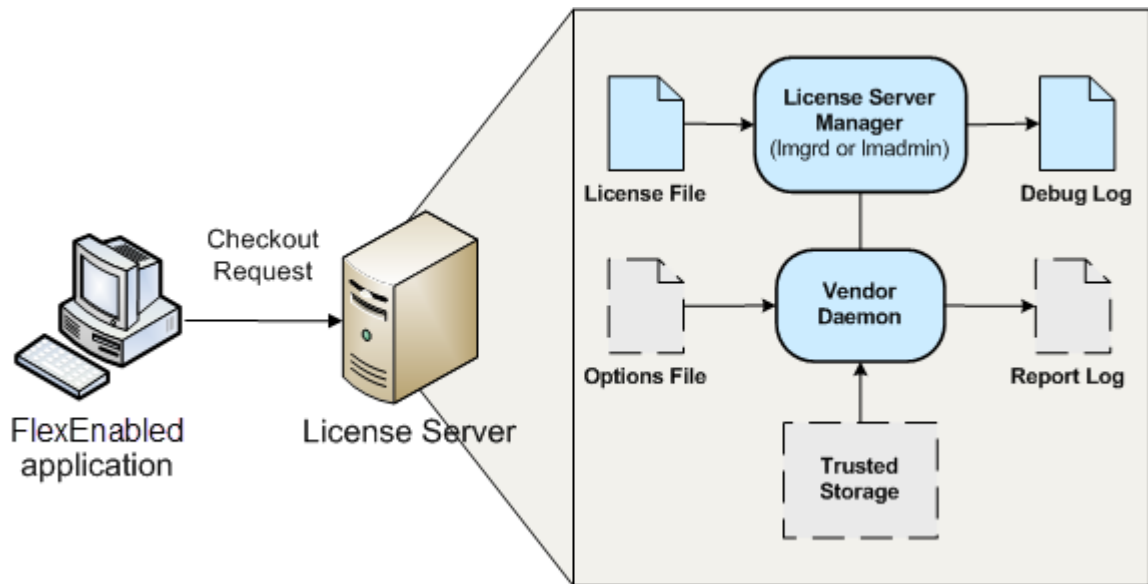 Checkout
Request
FlexEnabled
application
License Server
License File
License Server
Manager
(lmgrd or lmadmin)
Debug Log
Options File
Vendor
Daemon
Report Log
Trusted
Storage